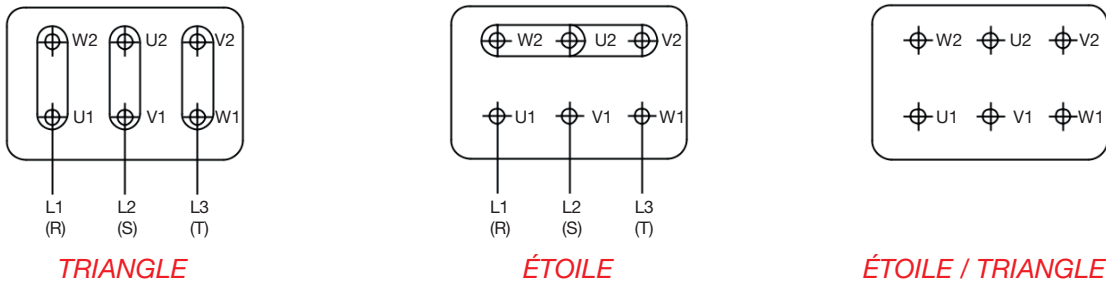 W2 U2 V2 W2 U2 V2 W2 U2 V2
U1 V1 W1 U1 V1 W1 U1 V1 W1
L1 L2 L3 L1 L2 L3
(R) (S) (T) (R) (S) (T)
TRIANGLE ÉTOILE ÉTOILE / TRIANGLE